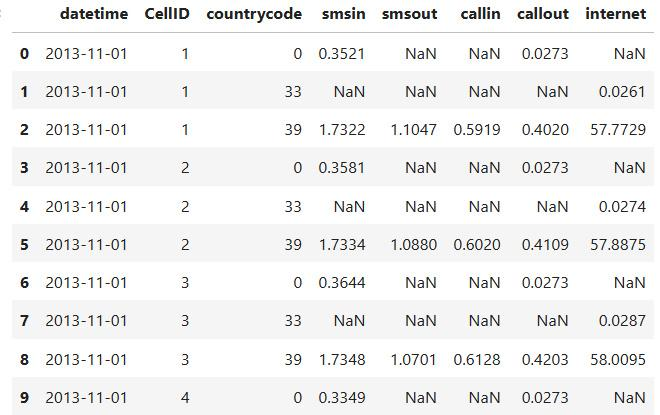 datetime CellID countrycode smsin smsout callin callout internet
0 2013-11-01 1 0 0.3521 NaN NaN 0.0273 NaN
1 2013-11-01 1 33 NaN NaN NaN NaN 0.0261
2 2013-11-01 1 39 1.7322 1.1047 0.5919 0.4020 57.7729
3 2013-11-01 2 0 0.3581 NaN NaN 0.0273 NaN
4 2013-11-01 2 33 NaN NaN NaN NaN 0.0274
5 2013-11-01 2 39 1.7334 1.0880 0.6020 0.4109 57.8875
6 2013-11-01 3 0 0.3644 NaN NaN 0.0273 NaN
7 2013-11-01 3 33 NaN NaN NaN NaN 0.0287
8 2013-11-01 3 39 1.7348 1.0701 0.6128 0.4203 58.0095
9 2013-11-01 4 0 0.3349 NaN NaN 0.0273 NaN